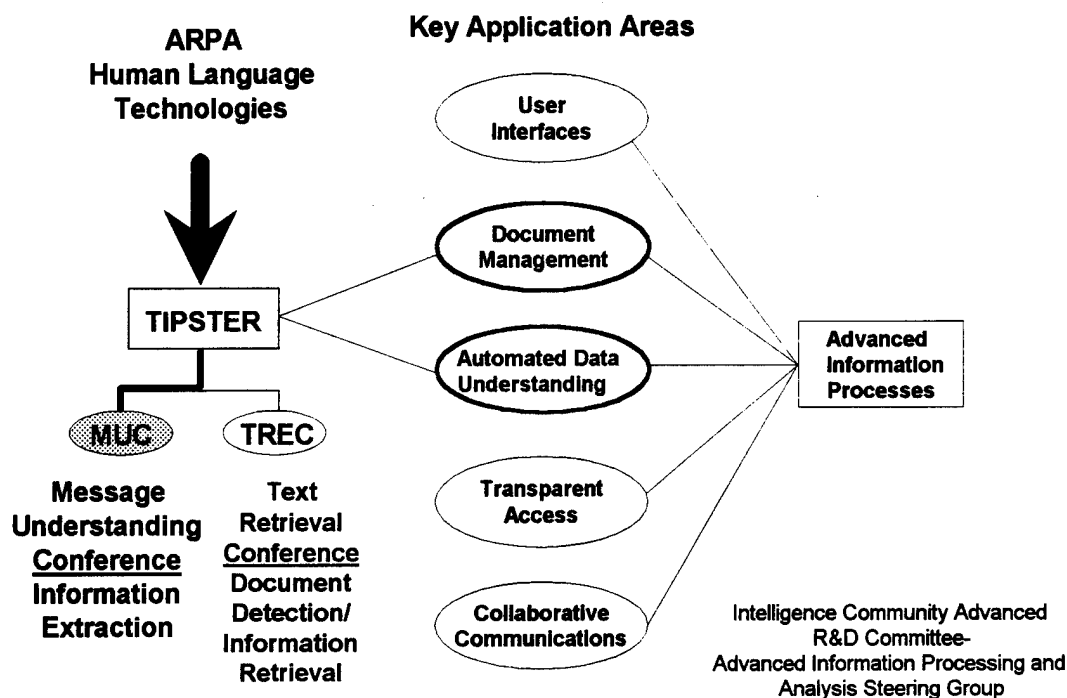 Key Application Areas
ARPA
Human Language
Technologies
User
Interfaces
Document
Management
TIPSTER
Automated Data
Understanding
Advanced
Information
Processes
MUC
TREC
Message
Understanding
Conference
Information
Extraction
Text
Retrieval
Conference
Document
Detection/
Information
Retrieval
Transparent
Access
Collaborative
Communications
Intelligence Community Advanced
R&D Committee-
Advanced Information Processing and
Analysis Steering Group